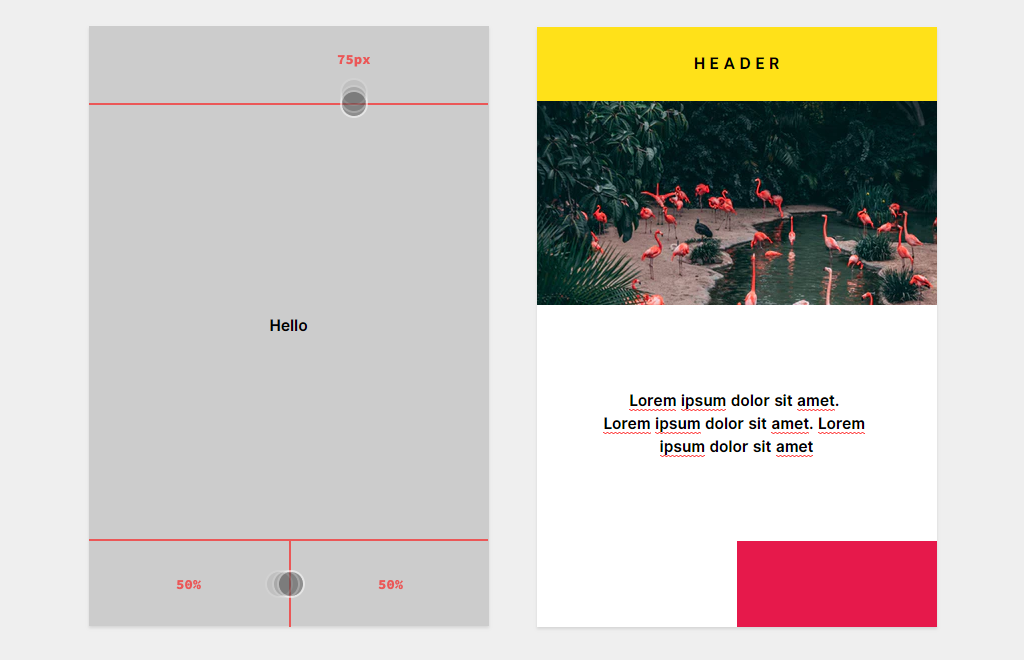 75px
Hello
50% 50%
HEADER
Lorem ipsum dolor sit amet.
Lorem ipsum dolor sit amet. Lorem
ipsum dolor sit amet